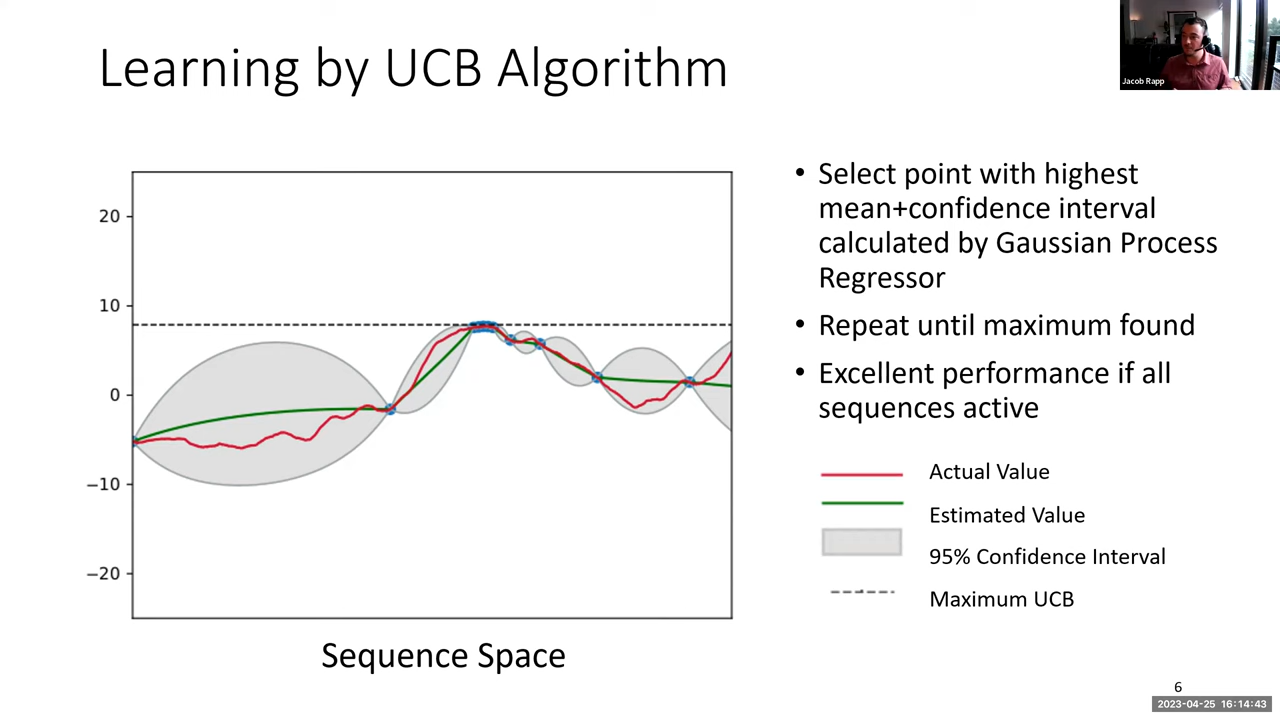 Learning by UCB Algorithm
Jacob Rapp
20
10
0
−10
−20
Sequence Space
• Select point with highest
mean+confidence interval
calculated by Gaussian Process
Regressor
• Repeat until maximum found
• Excellent performance if all
sequences active
Actual Value
Estimated Value
95% Confidence Interval
Maximum UCB
6
2023-04-25 16:14:43